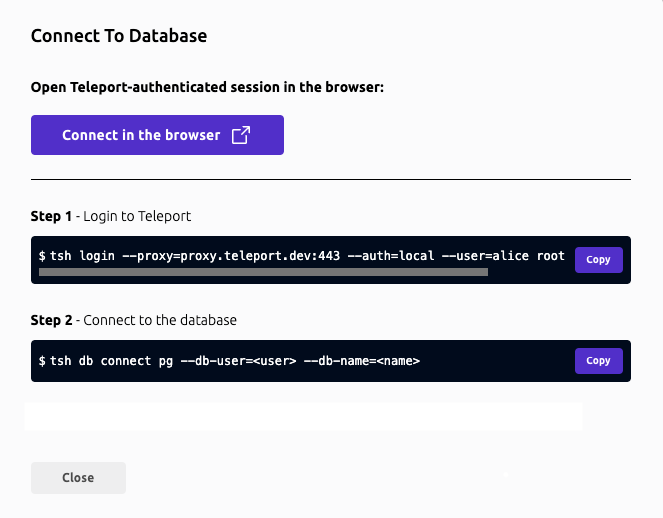 Connect To Database
Open Teleport-authenticated session in the browser:
Connect in the browser
Step 1 - Login to Teleport
$ tsh login --proxy=proxy.teleport.dev:443 --auth=local --user=alice root
Copy
Step 2 - Connect to the database
$ tsh db connect pg --db-user=<user> --db-name=<name>
Copy
Close